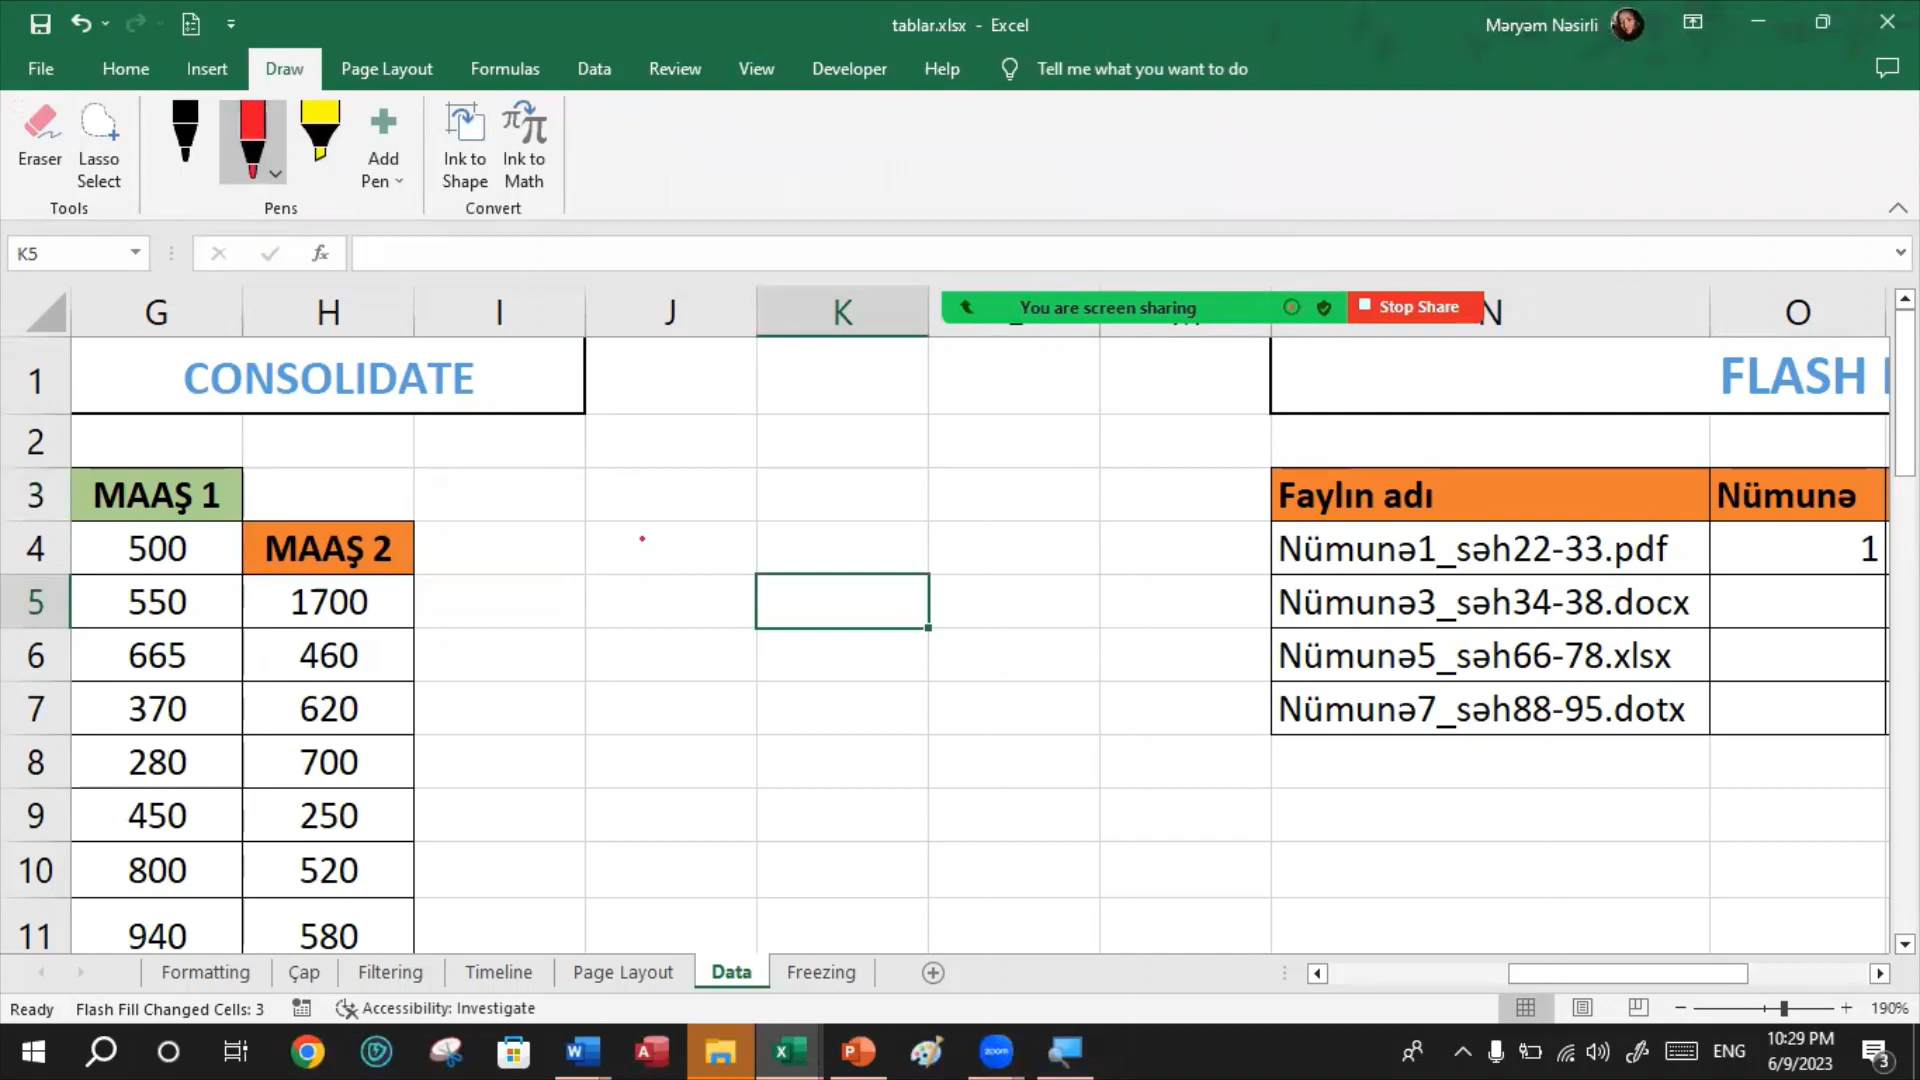 tablar.xlsx - Excel
Məryəm Nəsirli
File Home Insert Draw Page Layout Formulas Data Review View Developer Help Tell me what you want to do
Eraser
Lasso Select
Tools
Pens
Add Pen
Ink to Shape
Ink to Math
Convert
K5
fx
You are screen sharing
Stop Share
G H I J K N O
1 CONSOLIDATE FLASH
2
3 MAAŞ 1 Faylın adı Nümunə
4 500 MAAŞ 2 Nümunə1_səh22-33.pdf 1
5 550 1700 Nümunə3_səh34-38.docx
6 665 460 Nümunə5_səh66-78.xlsx
7 370 620 Nümunə7_səh88-95.dotx
8 280 700
9 450 250
10 800 520
11 940 580
Formatting Çap Filtering Timeline Page Layout Data Freezing
Ready Flash Fill Changed Cells: 3 Accessibility: Investigate 190%
zoom
ENG
10:29 PM
6/9/2023
3